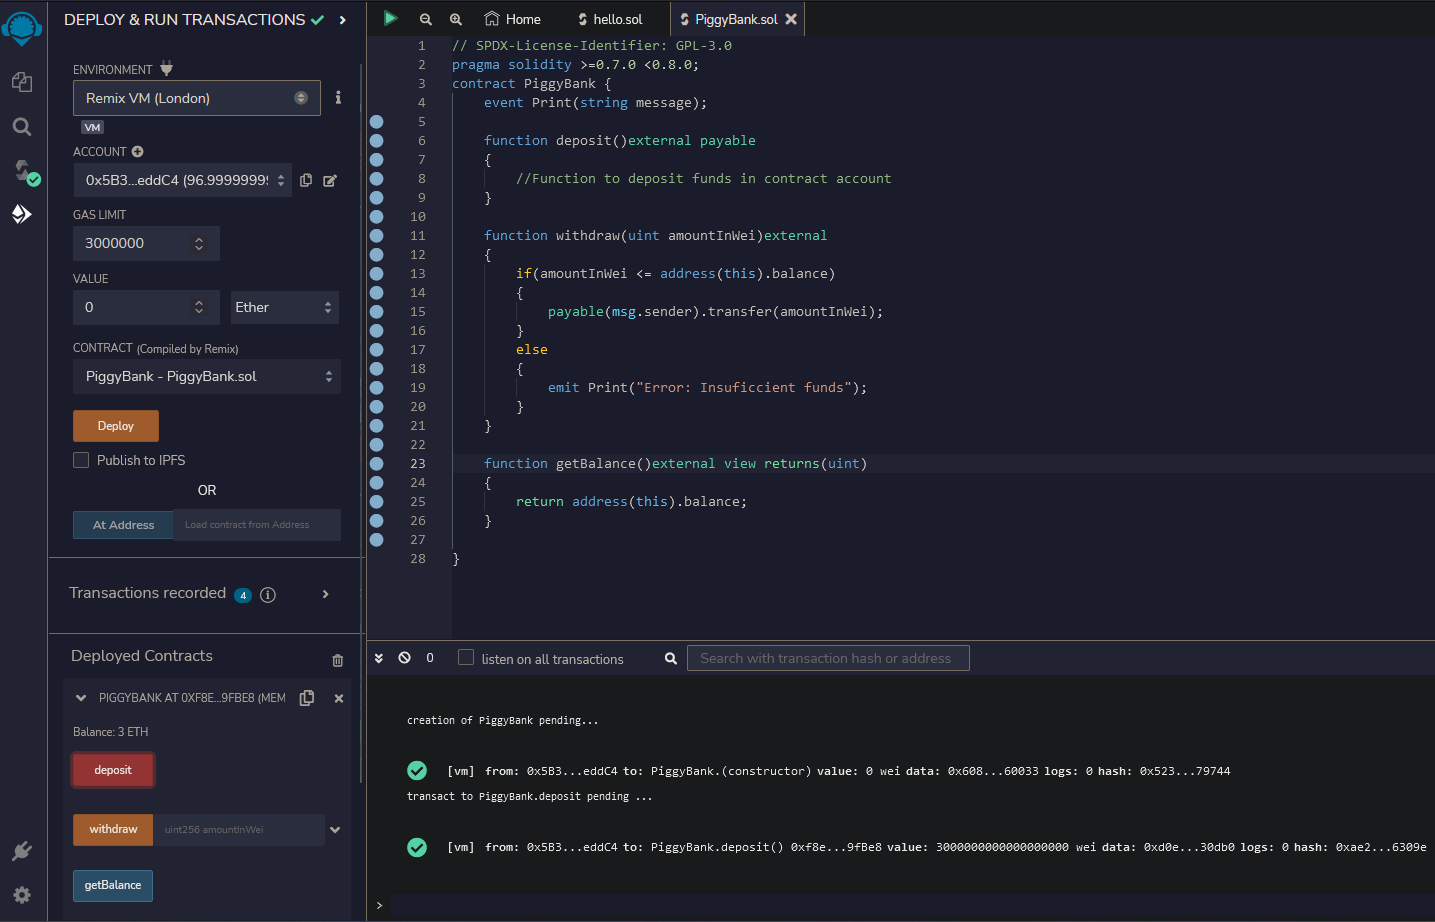 DEPLOY & RUN TRANSACTIONS
ENVIRONMENT
Remix VM (London)
VM
ACCOUNT
0x5B3...eddC4 (96.99999999
GAS LIMIT
3000000
VALUE
0
Ether
CONTRACT (Compiled by Remix)
PiggyBank - PiggyBank.sol
Deploy
Publish to IPFS
OR
At Address
Load contract from Address
Transactions recorded 4
Deployed Contracts
PIGGYBANK AT 0XF8E...9FBE8 (MEM
Balance: 3 ETH
deposit
withdraw
uint256 amountInWei
getBalance
Home
hello.sol
PiggyBank.sol
1 // SPDX-License-Identifier: GPL-3.0
2 pragma solidity >=0.7.0 <0.8.0;
3 contract PiggyBank {
4 event Print(string message);
5
6 function deposit()external payable
7 {
8 //Function to deposit funds in contract account
9 }
10
11 function withdraw(uint amountInWei)external
12 {
13 if(amountInWei <= address(this).balance)
14 {
15 payable(msg.sender).transfer(amountInWei);
16 }
17 else
18 {
19 emit Print("Error: Insuficcient funds");
20 }
21 }
22
23 function getBalance()external view returns(uint)
24 {
25 return address(this).balance;
26 }
27
28 }
0
listen on all transactions
Search with transaction hash or address
creation of PiggyBank pending...
[vm] from: 0x5B3...eddC4 to: PiggyBank.(constructor) value: 0 wei data: 0x608...60033 logs: 0 hash: 0x523...79744
transact to PiggyBank.deposit pending ...
[vm] from: 0x5B3...eddC4 to: PiggyBank.deposit() 0xf8e...9fBe8 value: 3000000000000000000 wei data: 0xd0e...30db0 logs: 0 hash: 0xae2...6309e
>